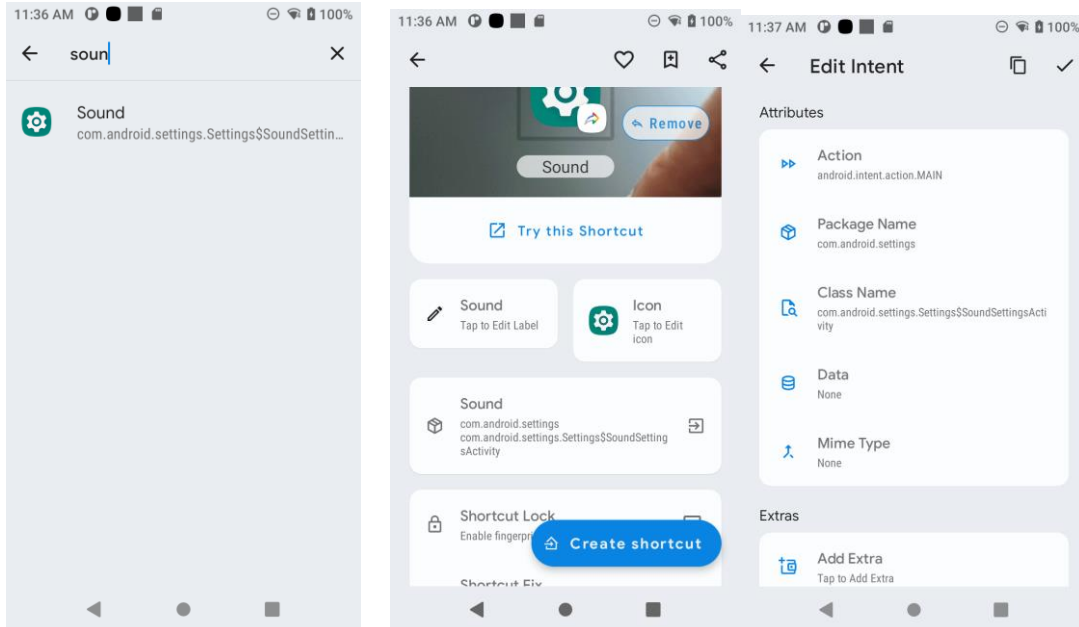 11:36 AM
100%
soun
Sound
com.android.settings.Settings$SoundSettin...
11:36 AM
100%
Remove
Sound
Try this Shortcut
Sound
Tap to Edit Label
Icon
Tap to Edit
icon
Sound
com.android.settings
com.android.settings.Settings$SoundSetting
sActivity
Shortcut Lock
Enable fingerpri
Create shortcut
Shortcut Fix
11:37 AM
100%
Edit Intent
Attributes
Action
android.intent.action.MAIN
Package Name
com.android.settings
Class Name
com.android.settings.Settings$SoundSettingsActi
vity
Data
None
Mime Type
None
Extras
Add Extra
Tap to Add Extra